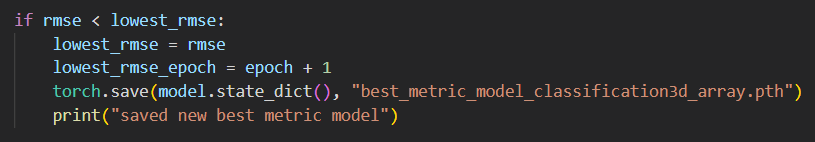 if rmse < lowest_rmse:
    lowest_rmse = rmse
    lowest_rmse_epoch = epoch + 1
    torch.save(model.state_dict(), "best_metric_model_classification3d_array.pth")
    print("saved new best metric model")